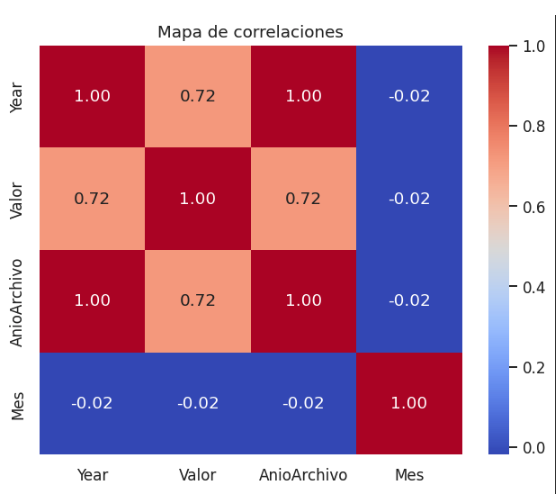 Mapa de correlaciones
Year 1.00 0.72 1.00 -0.02
Valor 0.72 1.00 0.72 -0.02
AnioArchivo 1.00 0.72 1.00 -0.02
Mes -0.02 -0.02 -0.02 1.00
Year Valor AnioArchivo Mes
1.0
0.8
0.6
0.4
0.2
0.0